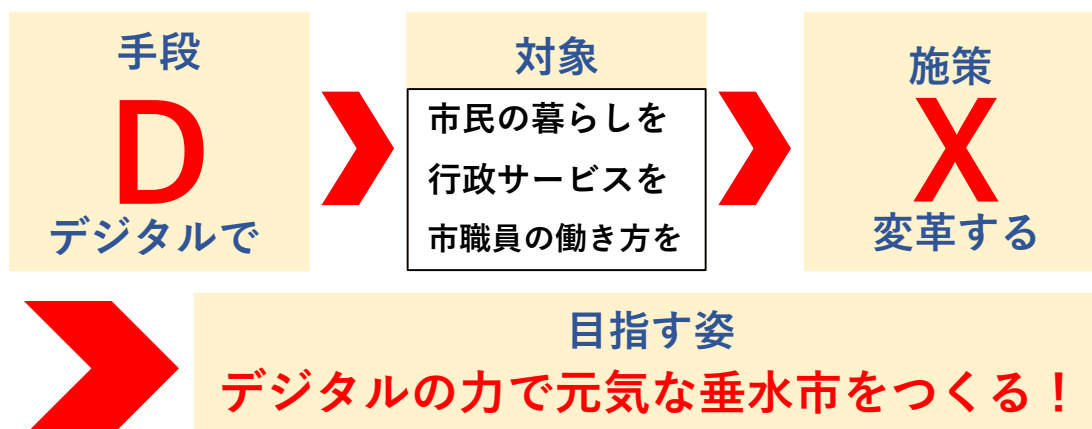 手段
D
デジタルで
対象
市民の暮らしを
行政サービスを
市職員の働き方を
施策
X
変革する
目指す姿
デジタルの力で元気な垂水市をつくる！